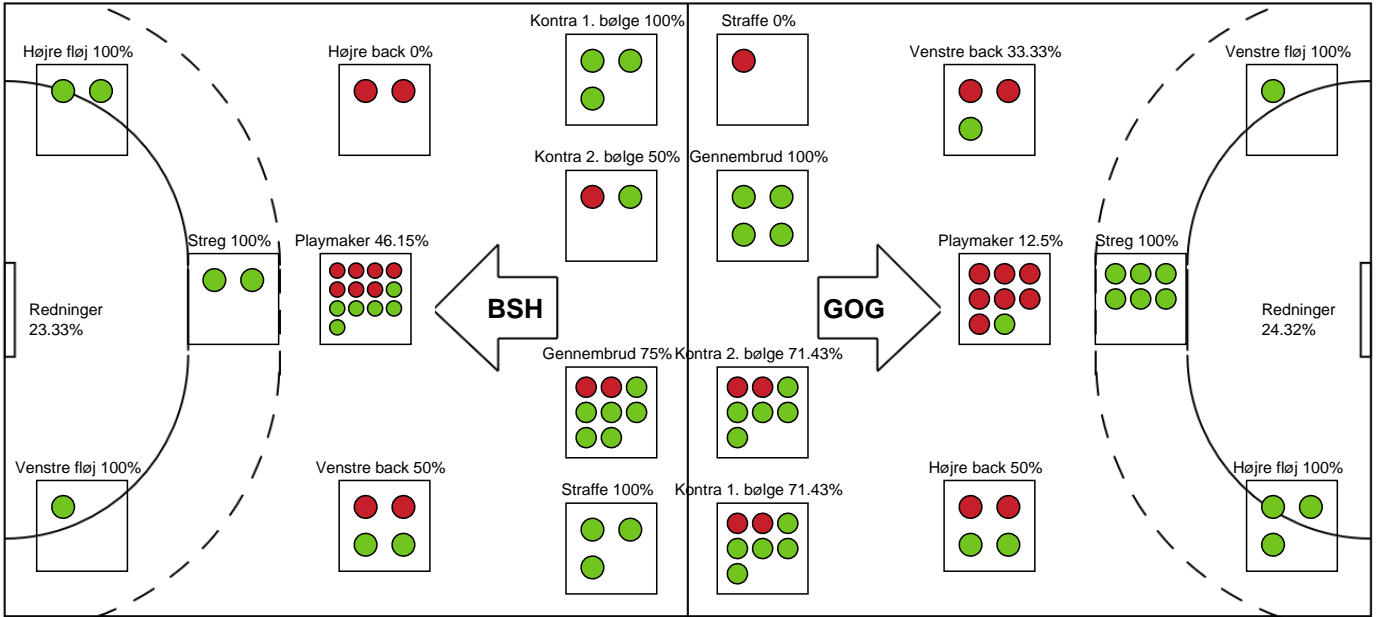 Kontra 1. bølge 100%
Straffe 0%
Højre fløj 100%
Højre back 0%
Venstre back 33.33%
Venstre fløj 100%
Kontra 2. bølge 50%
Gennembrud 100%
Streg 100%
Playmaker 46.15%
Playmaker 12.5%
Streg 100%
Redninger
23.33%
BSH
GOG
Redninger
24.32%
Gennembrud 75%
Kontra 2. bølge 71.43%
Venstre fløj 100%
Venstre back 50%
Højre back 50%
Højre fløj 100%
Straffe 100%
Kontra 1. bølge 71.43%